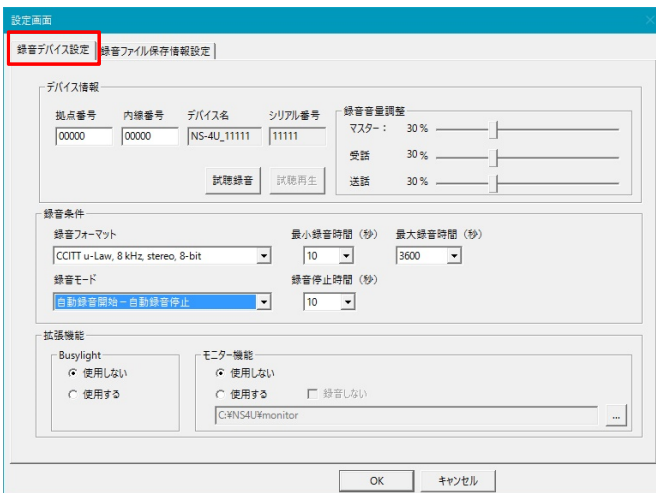 設定画面
録音デバイス設定 録音ファイル保存情報設定
デバイス情報
拠点番号 内線番号 デバイス名 シリアル番号
00000 00000 NS-4U_11111 11111
試聴録音 試聴再生
録音音量調整
マスター： 30 %
受話 30 %
送話 30 %
録音条件
録音フォーマット 最小録音時間（秒） 最大録音時間（秒）
CCITT u-Law, 8 kHz, stereo, 8-bit 10 3600
録音モード 録音停止時間（秒）
自動録音開始－自動録音停止 10
拡張機能
Busylight
使用しない
使用する
モニター機能
使用しない
使用する 録音しない
C:¥NS4U¥monitor ...
OK キャンセル